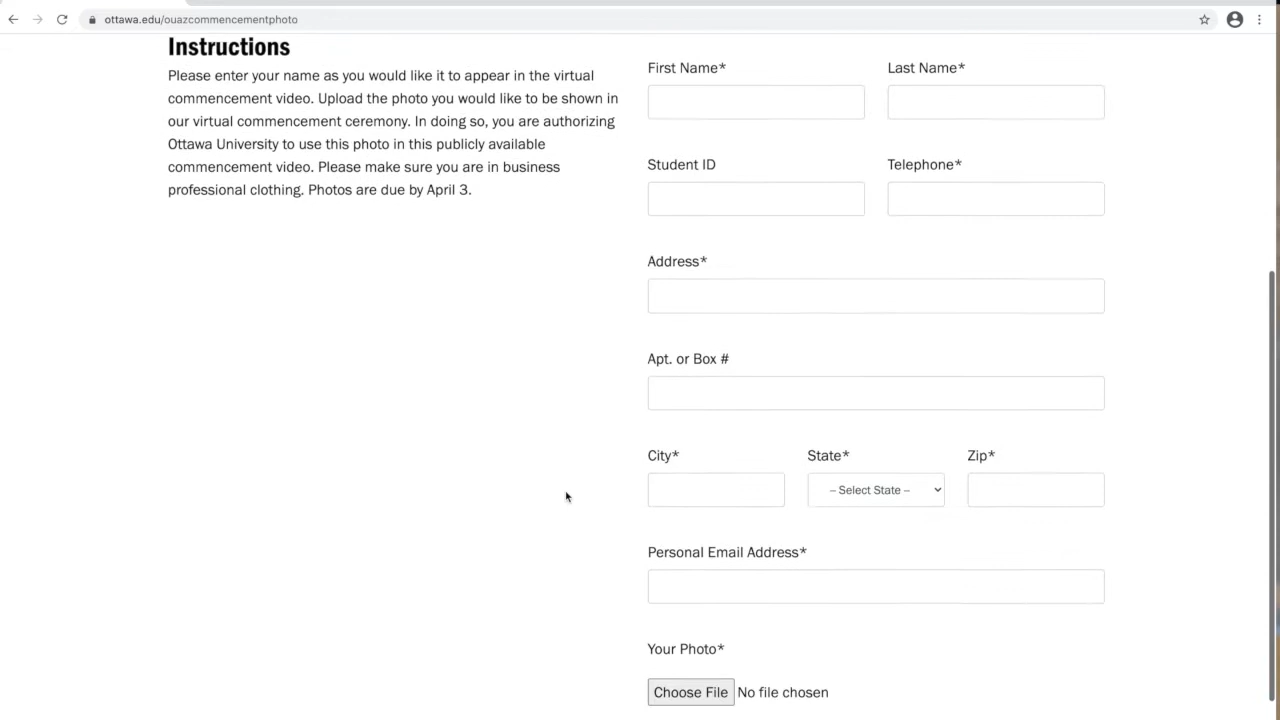 ottawa.edu/ouazcommencementphoto
Instructions
Please enter your name as you would like it to appear in the virtual
commencement video. Upload the photo you would like to be shown in
our virtual commencement ceremony. In doing so, you are authorizing
Ottawa University to use this photo in this publicly available
commencement video. Please make sure you are in business
professional clothing. Photos are due by April 3.
First Name* Last Name*
Student ID Telephone*
Address*
Apt. or Box #
City* State* Zip*
-- Select State --
Personal Email Address*
Your Photo*
Choose File No file chosen